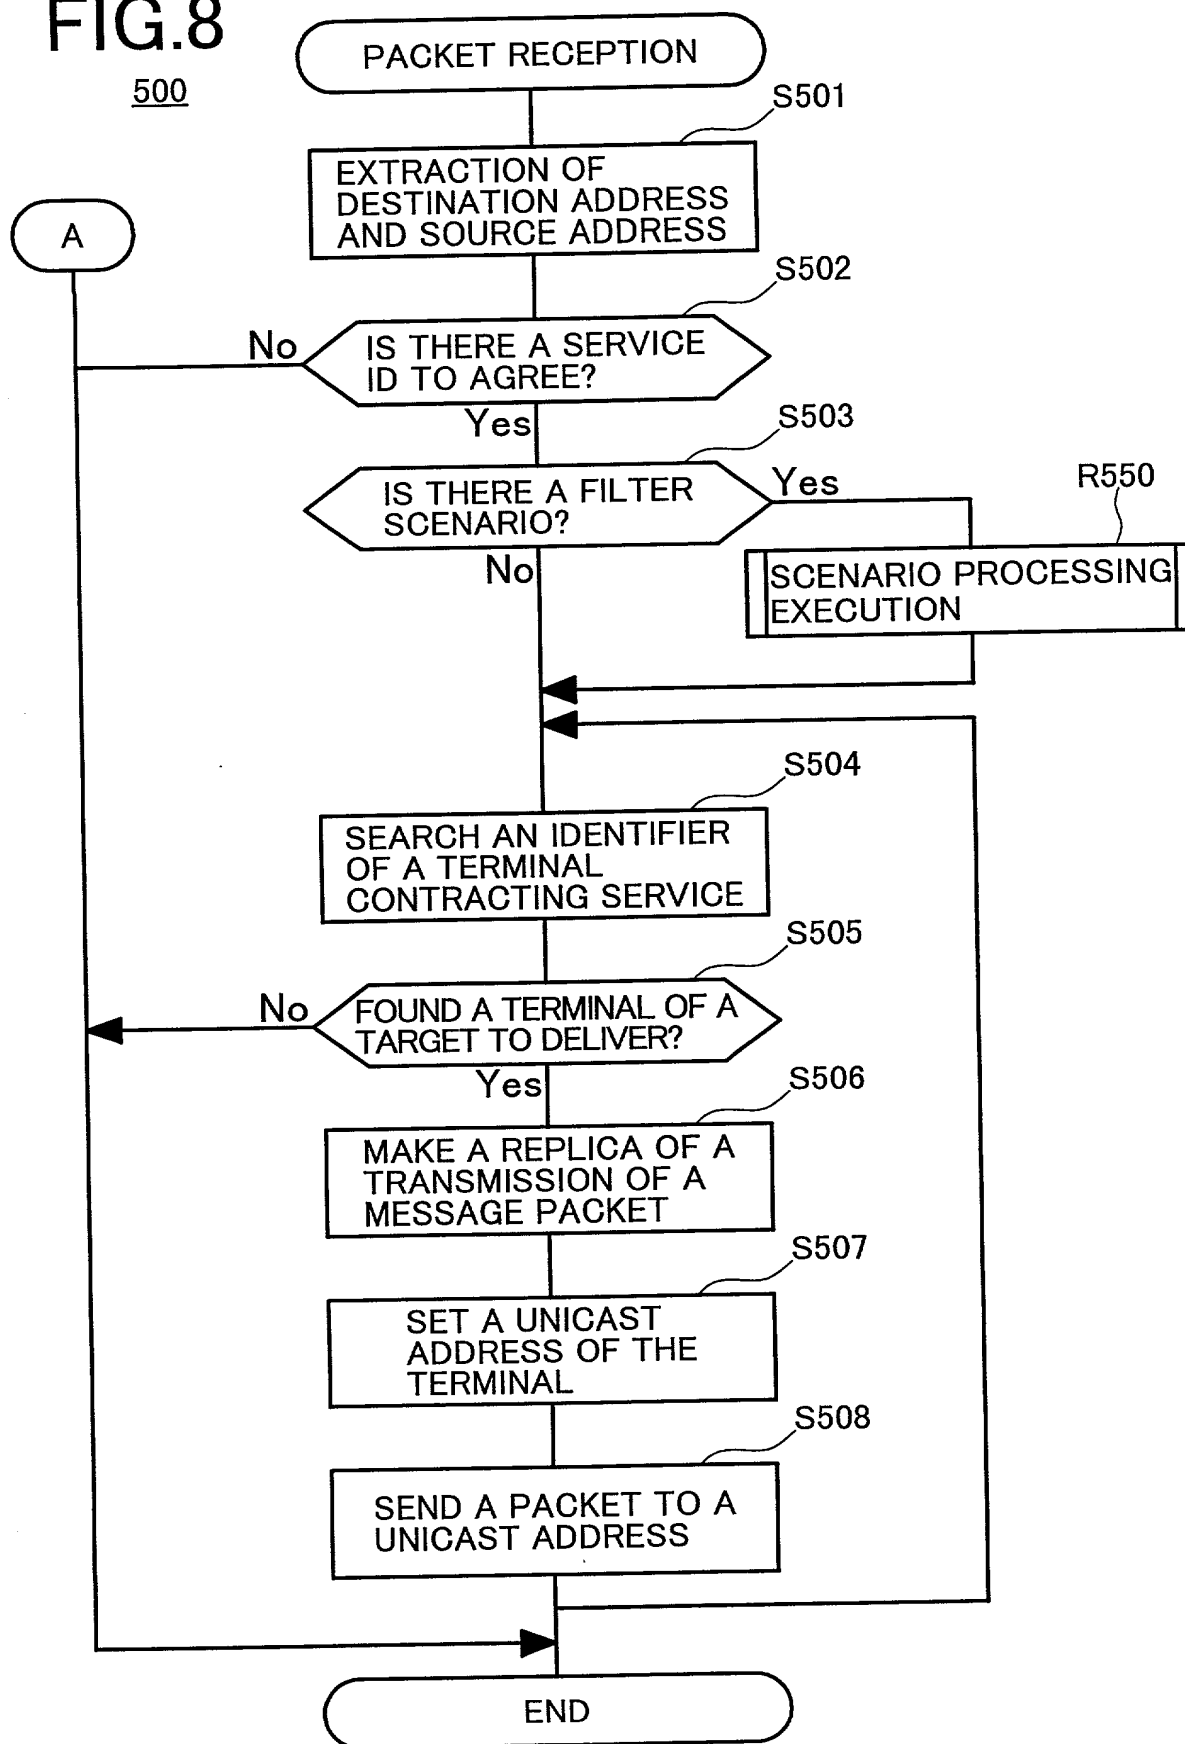 FIG.8
500
PACKET RECEPTION
S501
EXTRACTION OF
DESTINATION ADDRESS
AND SOURCE ADDRESS
A
S502
No
IS THERE A SERVICE
ID TO AGREE?
Yes
S503
IS THERE A FILTER
SCENARIO?
Yes
R550
No
SCENARIO PROCESSING
EXECUTION
S504
SEARCH AN IDENTIFIER
OF A TERMINAL
CONTRACTING SERVICE
S505
No
FOUND A TERMINAL OF A
TARGET TO DELIVER?
Yes
S506
MAKE A REPLICA OF A
TRANSMISSION OF A
MESSAGE PACKET
S507
SET A UNICAST
ADDRESS OF THE
TERMINAL
S508
SEND A PACKET TO A
UNICAST ADDRESS
END